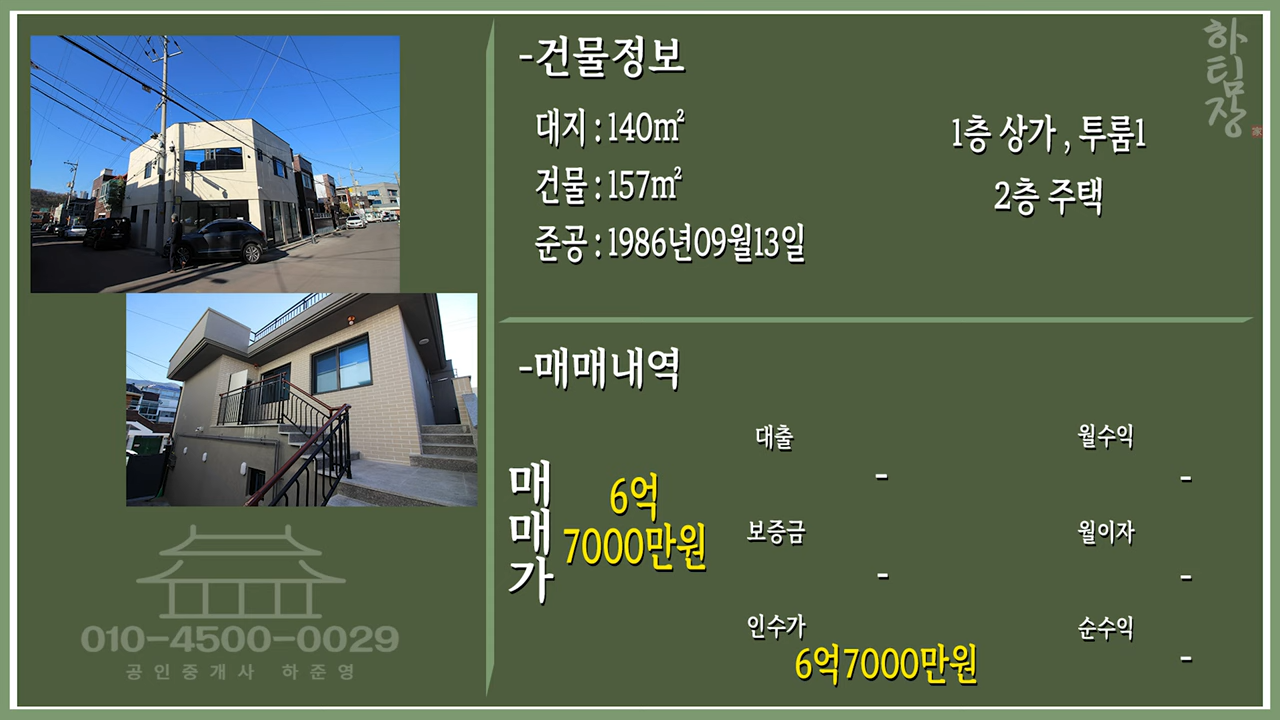 -건물정보
대지 : 140㎡
건물 : 157㎡
준공 : 1986년09월13일
1층 상가 , 투룸1
2층 주택
하팀장
家
-매매내역
매매가
6억
7000만원
대출
-
월수익
-
보증금
-
월이자
-
인수가
6억7000만원
순수익
-
010-4500-0029
공인중개사 하준영